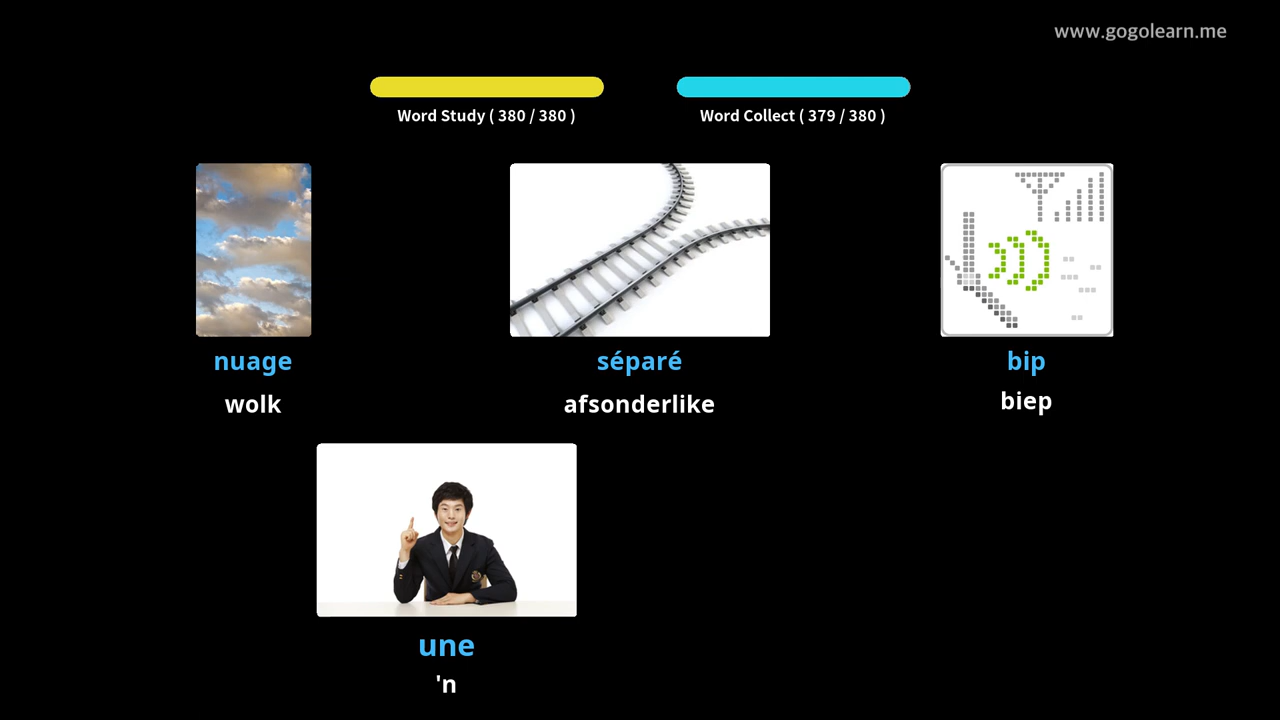 www.gogolearn.me
Word Study ( 380 / 380 )
Word Collect ( 379 / 380 )
nuage
wolk
séparé
afsonderlike
bip
biep
une
'n